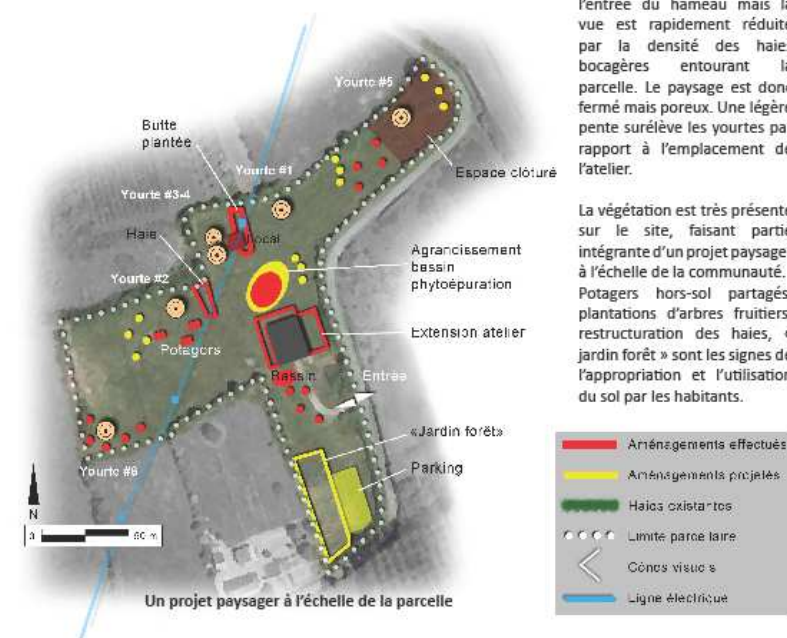 l'entrée du hameau mais la
vue est rapidement réduite
par la densité des haies
bocagères entourant la
parcelle. Le paysage est donc
fermé mais poreux. Une légère
pente surélève les yourtes par
rapport à l'emplacement de
l'atelier.
La végétation est très présente
sur le site, faisant partie
intégrante d'un projet paysager
à l'échelle de la communauté.
Potagers hors-sol partagés,
plantations d'arbres fruitiers,
restructuration des haies, «
jardin forêt » sont les signes de
l'appropriation et l'utilisation
du sol par les habitants.
Yourte #5
Butte
plantée
Yourte #1
Espace clôturé
Yourte #3-4
Haie
Local
Agrandissement
bassin
phytoépuration
Yourte #2
Extension atelier
Potagers
Bassin
Entrée
«Jardin forêt»
Parking
Yourte #6
N
0 50 m
Un projet paysager à l'échelle de la parcelle
Aménagements effectués
Aménagements projetés
Haies existantes
Limite parcellaire
Cônes visuels
Ligne électrique